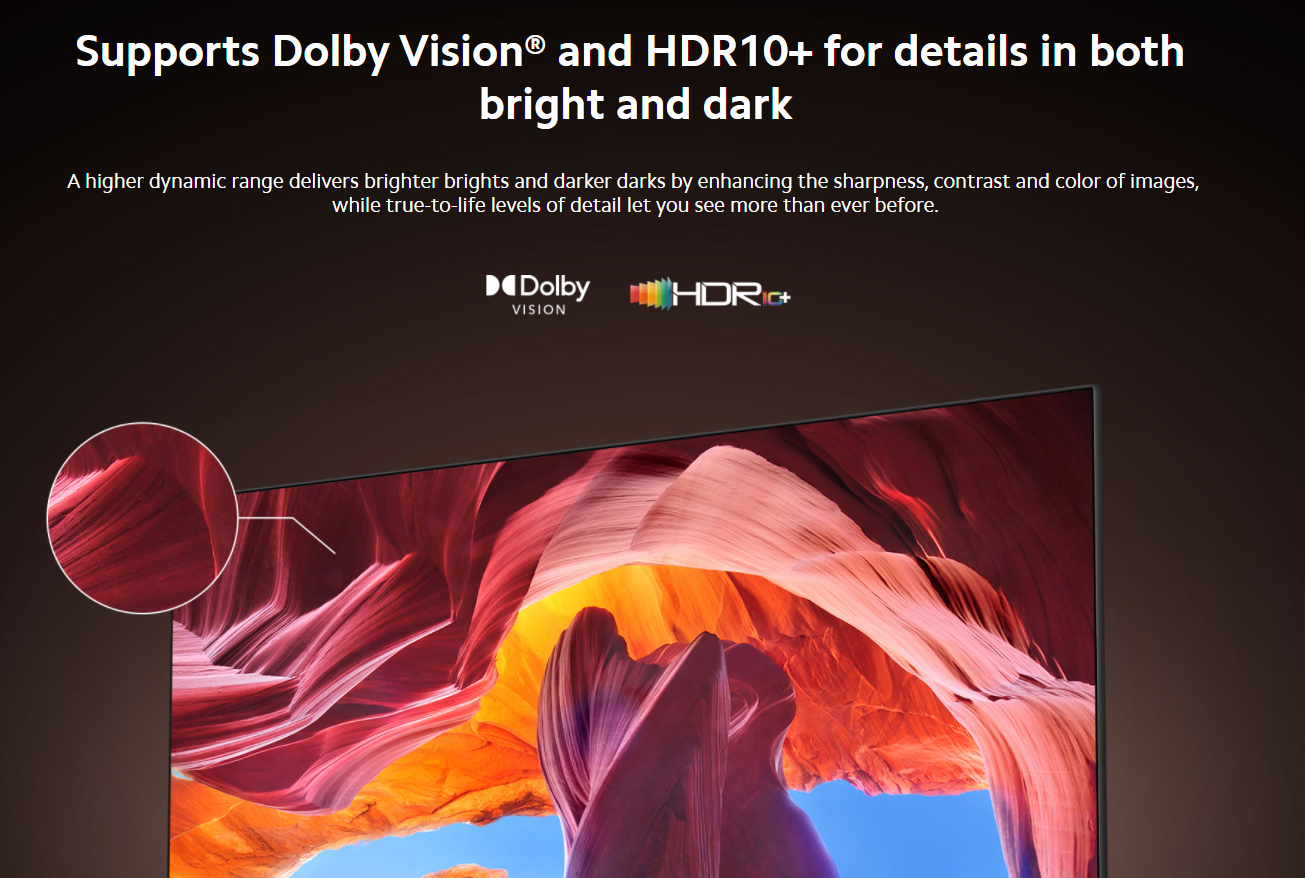 Supports Dolby Vision® and HDR10+ for details in both
bright and dark
A higher dynamic range delivers brighter brights and darker darks by enhancing the sharpness, contrast and color of images,
while true-to-life levels of detail let you see more than ever before.
Dolby
VISION
HDR10+